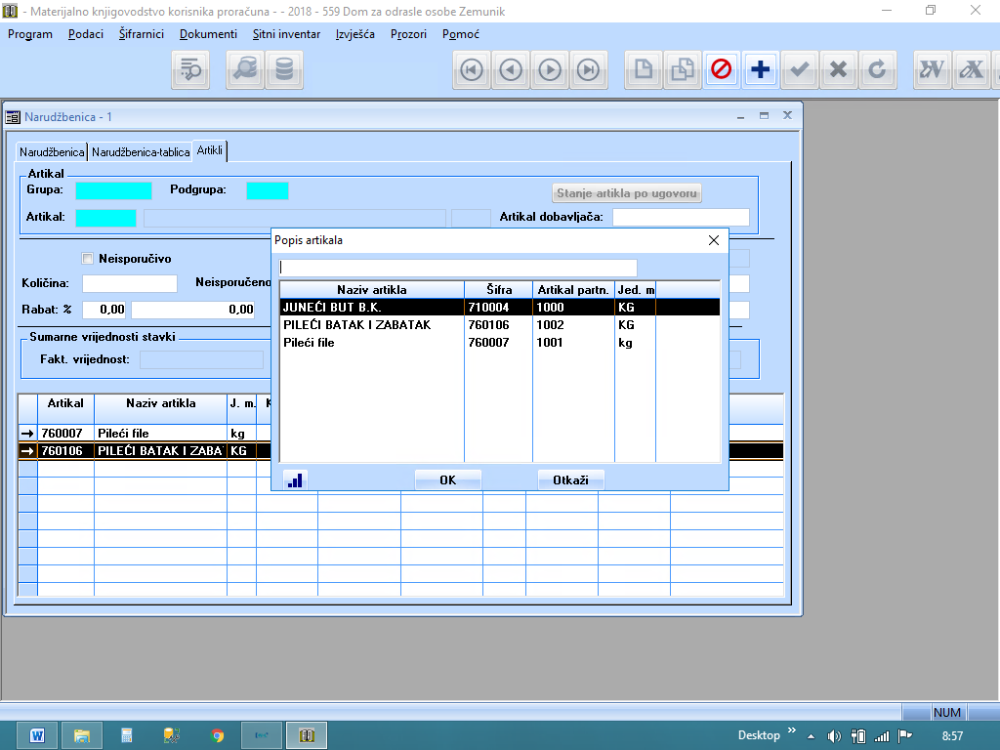 - Materijalno knjigovodstvo korisnika proračuna - - 2018 - 559 Dom za odrasle osobe Zemunik
Program Podaci Šifrarnici Dokumenti Sitni inventar Izvješća Prozori Pomoć
Narudžbenica - 1
Narudžbenica Narudžbenica-tablica Artikli
Artikal
Grupa: Podgrupa: Stanje artikla po ugovoru
Artikal: Artikal dobavljača:
Popis artikala
Neisporučivo
Količina: Neisporučeno
Rabat: % 0,00 0,00
Sumarne vrijednosti stavki
Fakt. vrijednost:
Naziv artikla Šifra Artikal partn. Jed. m
JUNEĆI BUT B.K. 710004 1000 KG
PILEĆI BATAK I ZABATAK 760106 1002 KG
Pileći file 760007 1001 kg
OK Otkaži
Artikal Naziv artikla J. m. K
760007 Pileći file kg
760106 PILEĆI BATAK I ZABA KG
NUM
Desktop 8:57